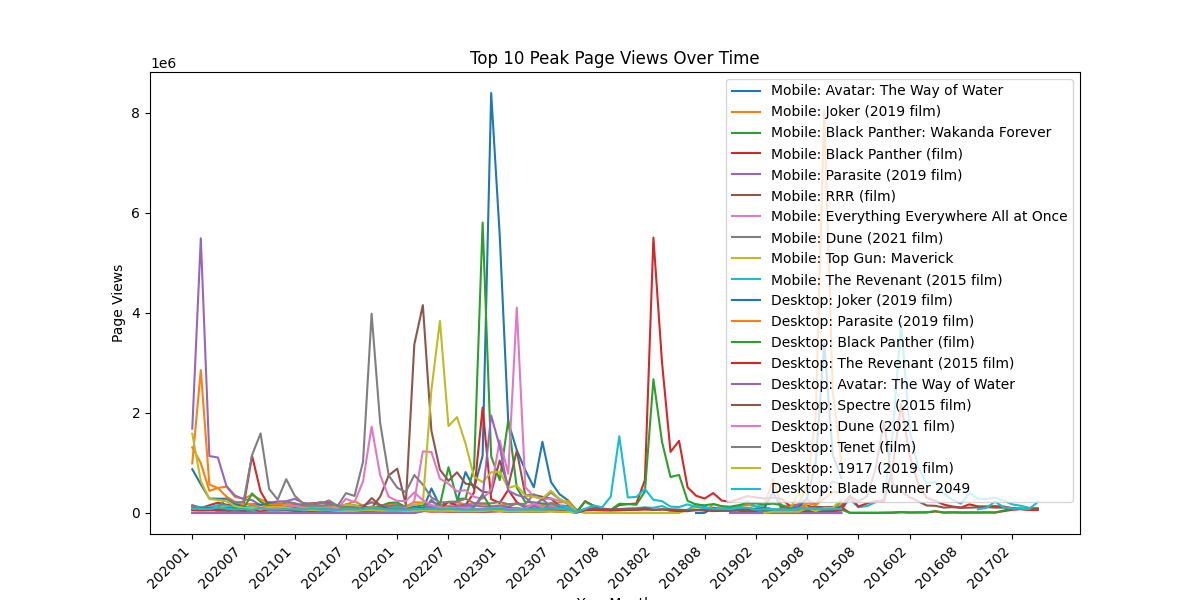 Top 10 Peak Page Views Over Time
1e6
8
6
4
2
0
Page Views
Mobile: Avatar: The Way of Water
Mobile: Joker (2019 film)
Mobile: Black Panther: Wakanda Forever
Mobile: Black Panther (film)
Mobile: Parasite (2019 film)
Mobile: RRR (film)
Mobile: Everything Everywhere All at Once
Mobile: Dune (2021 film)
Mobile: Top Gun: Maverick
Mobile: The Revenant (2015 film)
Desktop: Joker (2019 film)
Desktop: Parasite (2019 film)
Desktop: Black Panther (film)
Desktop: The Revenant (2015 film)
Desktop: Avatar: The Way of Water
Desktop: Spectre (2015 film)
Desktop: Dune (2021 film)
Desktop: Tenet (film)
Desktop: 1917 (2019 film)
Desktop: Blade Runner 2049
202001
202007
202101
202107
202201
202207
202301
202307
201708
201802
201808
201902
201908
201508
201602
201608
201702